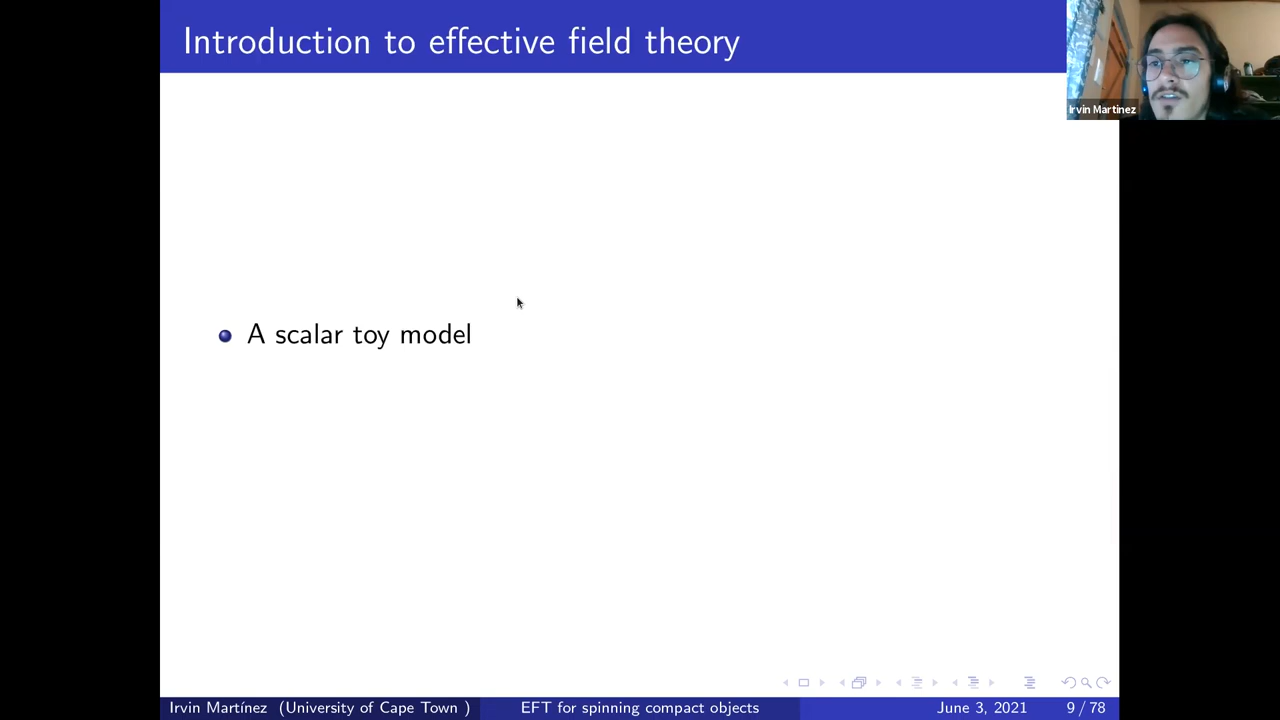 Introduction to effective field theory
Irvin Martinez
A scalar toy model
Irvin Martínez (University of Cape Town )
EFT for spinning compact objects
June 3, 2021
9 / 78